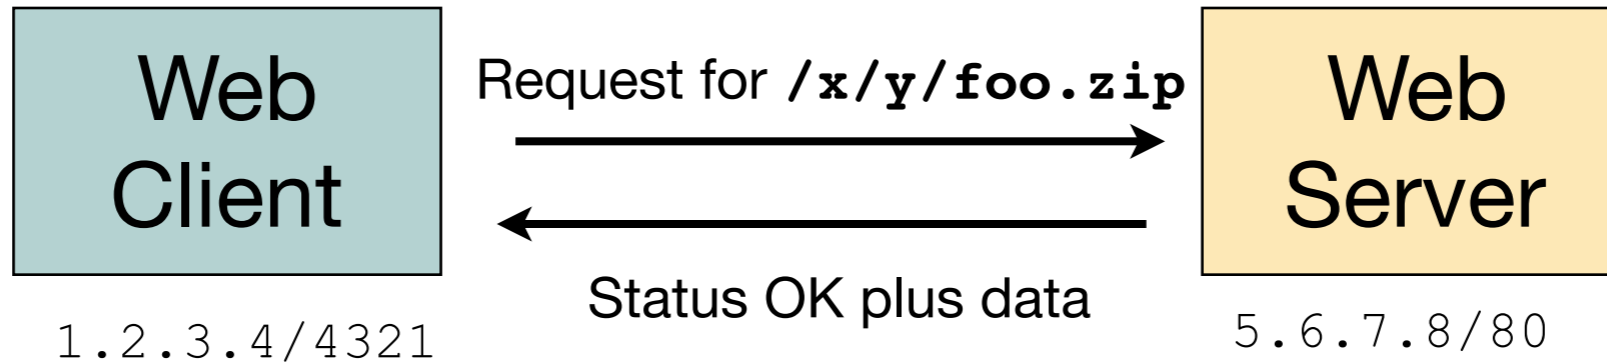 Web
Client
Request for /x/y/foo.zip
Status OK plus data
Web
Server
1.2.3.4/4321
5.6.7.8/80